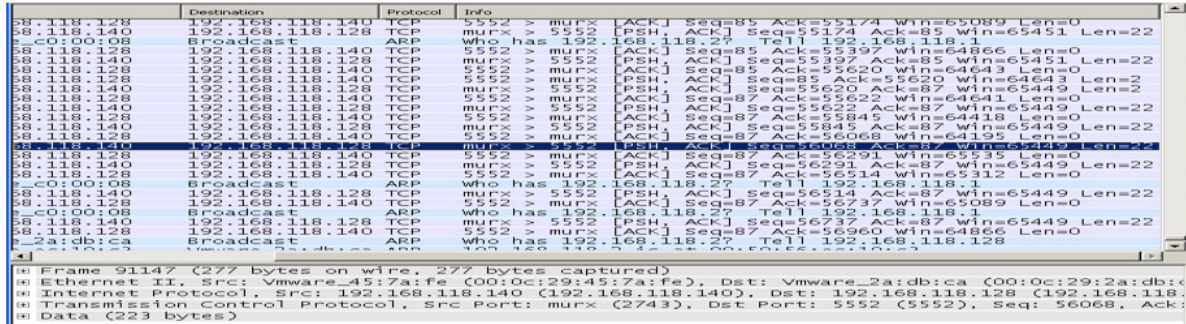 Destination Protocol Info
58.118.128 192.168.118.140 TCP 5552 > murx [ACK] Seq=85 Ack=55174 Win=65089 Len=0
58.118.140 192.168.118.128 TCP murx > 5552 [PSH, ACK] Seq=55174 Ack=85 Win=65451 Len=22
e_c0:00:08 Broadcast ARP Who has 192.168.118.2? Tell 192.168.118.1
58.118.128 192.168.118.140 TCP 5552 > murx [ACK] Seq=85 Ack=55397 Win=64866 Len=0
58.118.140 192.168.118.128 TCP murx > 5552 [PSH, ACK] Seq=55397 Ack=85 Win=65451 Len=22
58.118.128 192.168.118.140 TCP 5552 > murx [ACK] Seq=85 Ack=55620 Win=64643 Len=0
58.118.128 192.168.118.140 TCP 5552 > murx [PSH, ACK] Seq=85 Ack=55620 Win=64643 Len=2
58.118.140 192.168.118.128 TCP murx > 5552 [PSH, ACK] Seq=55620 Ack=87 Win=65449 Len=2
58.118.128 192.168.118.140 TCP 5552 > murx [ACK] Seq=87 Ack=55622 Win=64641 Len=0
58.118.140 192.168.118.128 TCP murx > 5552 [PSH, ACK] Seq=55622 Ack=87 Win=65449 Len=22
58.118.128 192.168.118.140 TCP 5552 > murx [ACK] Seq=87 Ack=55845 Win=64418 Len=0
58.118.140 192.168.118.128 TCP murx > 5552 [PSH, ACK] Seq=55845 Ack=87 Win=65449 Len=22
58.118.128 192.168.118.140 TCP 5552 > murx [ACK] Seq=87 Ack=56068 Win=64195 Len=0
58.118.140 192.168.118.128 TCP murx > 5552 [PSH, ACK] Seq=56068 Ack=87 Win=65449 Len=22
58.118.128 192.168.118.140 TCP 5552 > murx [ACK] Seq=87 Ack=56291 Win=65535 Len=0
58.118.140 192.168.118.128 TCP murx > 5552 [PSH, ACK] Seq=56291 Ack=87 Win=65449 Len=22
58.118.128 192.168.118.140 TCP 5552 > murx [ACK] Seq=87 Ack=56514 Win=65312 Len=0
e_c0:00:08 Broadcast ARP Who has 192.168.118.2? Tell 192.168.118.1
58.118.140 192.168.118.128 TCP murx > 5552 [PSH, ACK] Seq=56514 Ack=87 Win=65449 Len=22
58.118.128 192.168.118.140 TCP 5552 > murx [ACK] Seq=87 Ack=56737 Win=65089 Len=0
e_c0:00:08 Broadcast ARP Who has 192.168.118.2? Tell 192.168.118.1
58.118.140 192.168.118.128 TCP murx > 5552 [PSH, ACK] Seq=56737 Ack=87 Win=65449 Len=22
58.118.128 192.168.118.140 TCP 5552 > murx [ACK] Seq=87 Ack=56960 Win=64866 Len=0
e_2a:db:ca Broadcast ARP Who has 192.168.118.2? Tell 192.168.118.128
Frame 91147 (277 bytes on wire, 277 bytes captured)
Ethernet II, Src: Vmware_45:7a:fe (00:0c:29:45:7a:fe), Dst: Vmware_2a:db:ca (00:0c:29:2a:db:c
Internet Protocol, Src: 192.168.118.140 (192.168.118.140), Dst: 192.168.118.128 (192.168.118.
Transmission Control Protocol, Src Port: murx (2743), Dst Port: 5552 (5552), Seq: 56068, Ack:
Data (223 bytes)